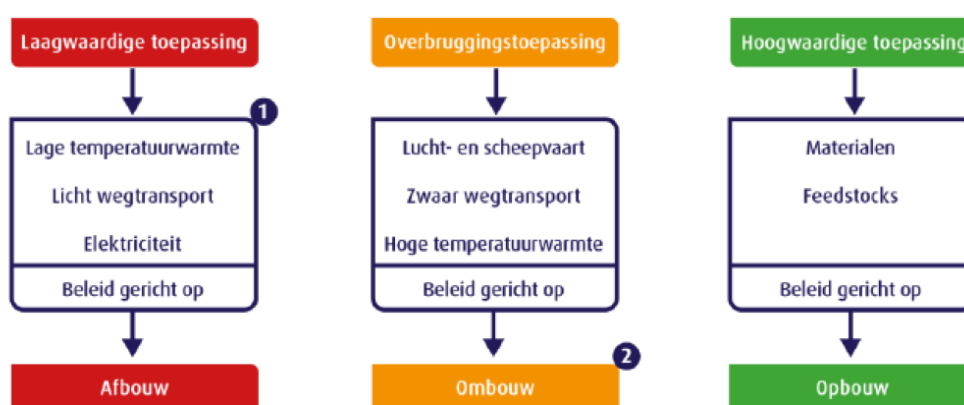 Laagwaardige toepassing
1
Lage temperatuurwarmte
Licht wegtransport
Elektriciteit
Beleid gericht op
Afbouw
Overbruggingstoepassing
Lucht- en scheepvaart
Zwaar wegtransport
Hoge temperatuurwarmte
Beleid gericht op
2
Ombouw
Hoogwaardige toepassing
Materialen
Feedstocks
Beleid gericht op
Opbouw